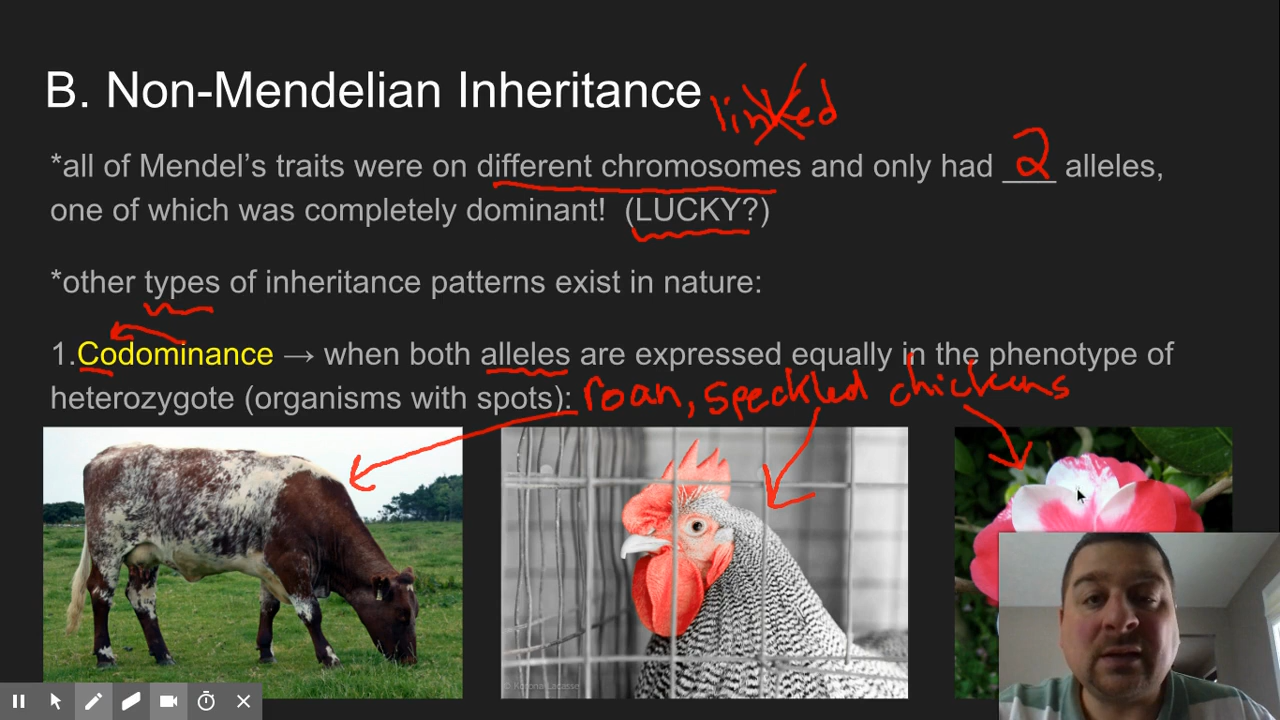 B. Non-Mendelian Inheritance
linked
*all of Mendel's traits were on different chromosomes and only had 2 alleles,
one of which was completely dominant! (LUCKY?)
*other types of inheritance patterns exist in nature:
1.Codominance → when both alleles are expressed equally in the phenotype of
heterozygote (organisms with spots): roan, speckled chickens
© Korona Lacasse